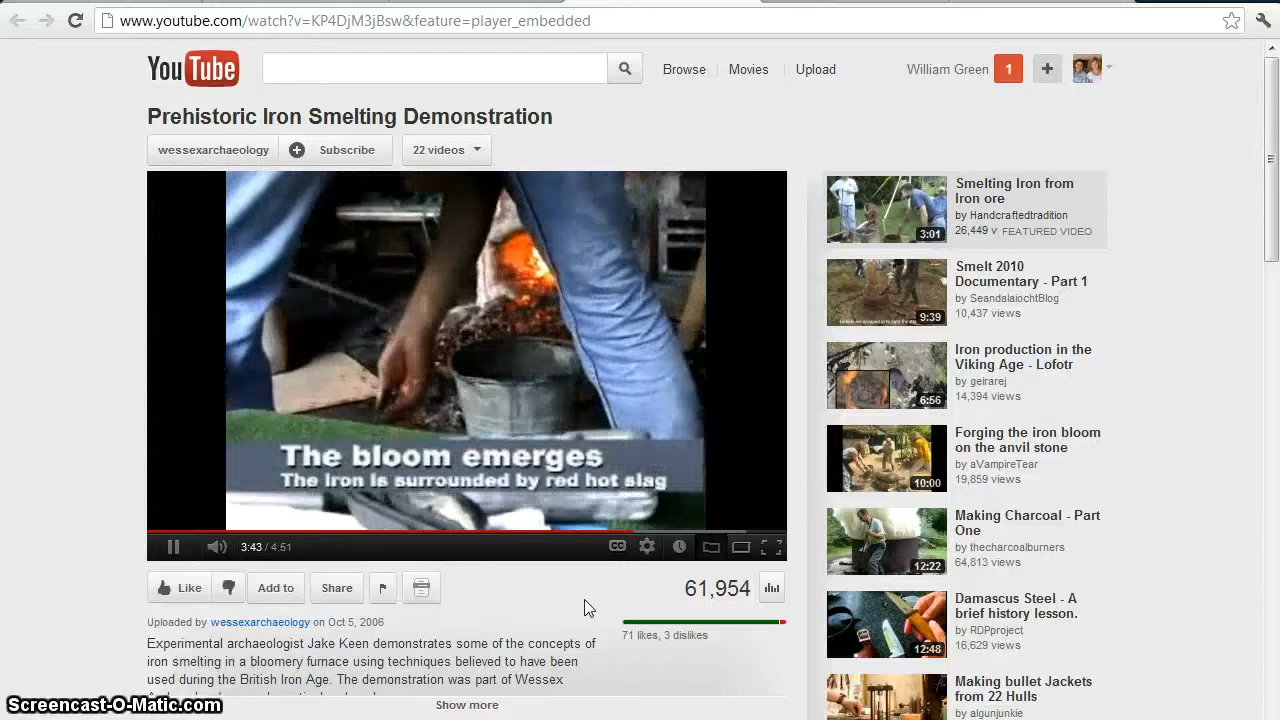 www.youtube.com/watch?v=KP4DjM3jBsw&feature=player_embedded
YouTube
Browse
Movies
Upload
William Green
1
Prehistoric Iron Smelting Demonstration
wessexarchaeology
Subscribe
22 videos
The bloom emerges
The iron is surrounded by red hot slag
3:43 / 4:51
CC
Like
Add to
Share
61,954
Uploaded by wessexarchaeology on Oct 5, 2006
71 likes, 3 dislikes
Experimental archaeologist Jake Keen demonstrates some of the concepts of
iron smelting in a bloomery furnace using techniques believed to have been
used during the British Iron Age. The demonstration was part of Wessex
Show more
Smelting Iron from
Iron ore
by Handcraftedtradition
26,449 v FEATURED VIDEO
3:01
Smelt 2010
Documentary - Part 1
by SeandalaiochtBlog
10,437 views
9:39
Iron production in the
Viking Age - Lofotr
by geirarej
14,394 views
6:56
Forging the iron bloom
on the anvil stone
by aVampireTear
19,859 views
10:00
Making Charcoal - Part
One
by thecharcoalburners
64,813 views
12:22
Damascus Steel - A
brief history lesson.
by RDPproject
16,629 views
12:48
Making bullet Jackets
from 22 Hulls
by algunjunkie
Screencast-O-Matic.com